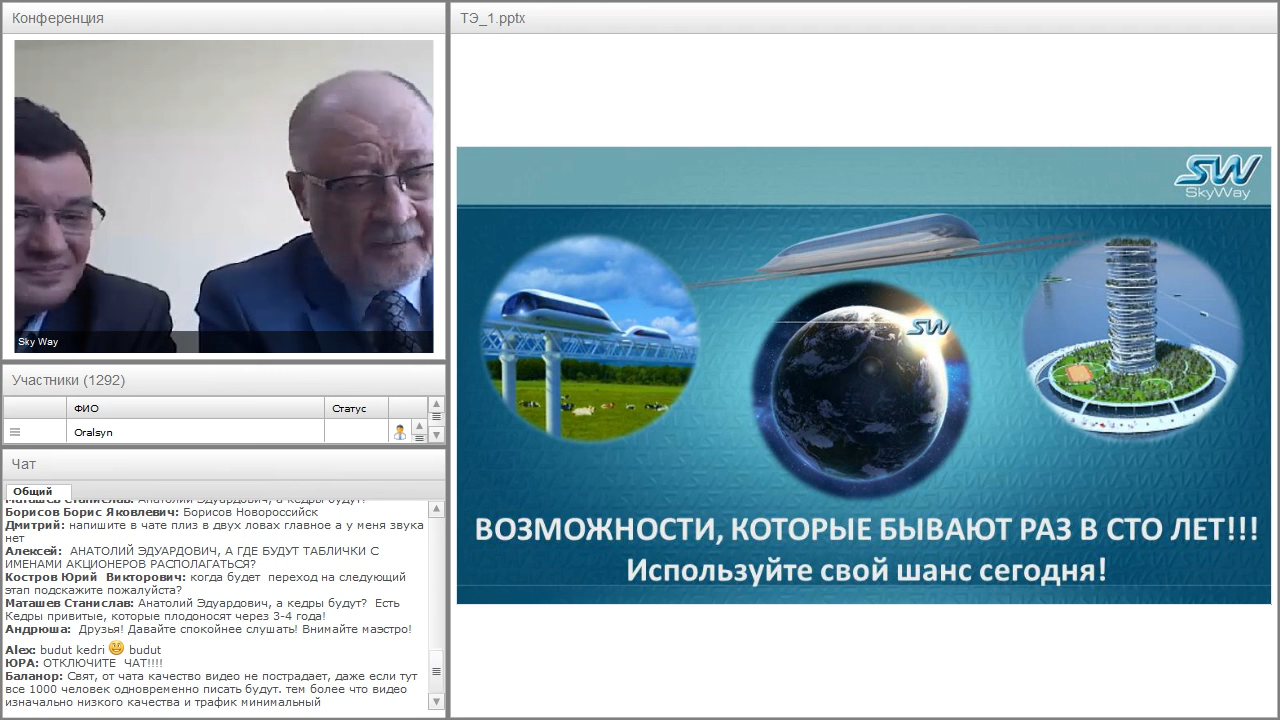 Конференция
Sky Way
Участники (1292)
ФИО Статус
Oralsyn
Чат
Общий
Маташев Станислав: Анатолий Эдуардович, а кедры будут?
Борисов Борис Яковлевич: Борисов Новороссийск
Дмитрий: напишите в чате плиз в двух ловах главное а у меня звука
нет
Алексей: АНАТОЛИЙ ЭДУАРДОВИЧ, А ГДЕ БУДУТ ТАБЛИЧКИ С
ИМЕНАМИ АКЦИОНЕРОВ РАСПОЛАГАТЬСЯ?
Костров Юрий Викторович: когда будет переход на следующий
этап подскажите пожалуйста?
Маташев Станислав: Анатолий Эдуардович, а кедры будут? Есть
Кедры привитые, которые плодоносят через 3-4 года!
Андрюша: Друзья! Давайте спокойнее слушать! Внимайте маэстро!
Alex: budut kedri budut
ЮРА: ОТКЛЮЧИТЕ ЧАТ!!!!
Баланор: Свят, от чата качество видео не пострадает, даже если тут
все 1000 человек одновременно писать будут. тем более что видео
изначально низкого качества и трафик минимальный
ТЭ_1.pptx
SW
SkyWay
SW
ВОЗМОЖНОСТИ, КОТОРЫЕ БЫВАЮТ РАЗ В СТО ЛЕТ!!!
Используйте свой шанс сегодня!